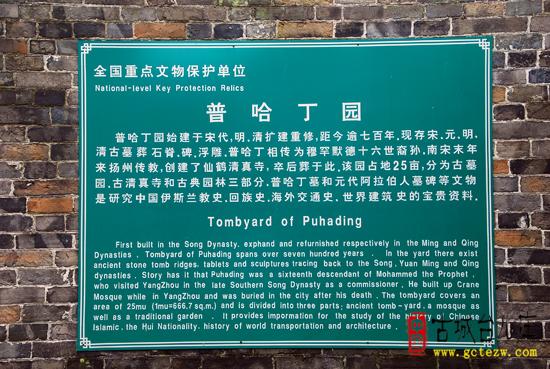 全国重点文物保护单位
National-level Key Protection Relics
普哈丁园
普哈丁园始建于宋代,明、清扩建重修,距今逾七百年.现存宋、元、明、
清古墓葬石脊、碑、浮雕.普哈丁相传为穆罕默德十六世裔孙,南宋末年
来扬州传教,创建了仙鹤清真寺,卒后葬于此.该园占地25亩,分为古墓
园、古清真寺和古典园林三部分.普哈丁墓和元代阿拉伯人墓碑等文物
是研究中国伊斯兰教史、回族史、海外交通史、世界建筑史的宝贵资料.
Tombyard of Puhading
First built in the Song Dynasty, exphand and refurnished respectively in the Ming and Qing
Dynasties . Tombyard of Puhading spans over seven hundred years . In the yard there exist
ancient stone tomb ridges, tablets and sculptures tracing back to the Song, Yuan Ming and Qing
dynasties . Story has it that Puhading was a sixteenth descendant of Mohammed the Prophet ,
who visited YangZhou in the late Southern Song Dynasty as a commissioner, He built up Crane
Mosque while in YangZhou and was buried in the city after his death . The tombyard covers an
area of 25mu (1mu=666.7 sq.m), and is divided into three parts; ancient tomb-yard, a mosque as
well as a traditional garden . It provides impormation for the study of the history of Chinese
Islamic, the Hui Nationality, history of world transportation and architecture .
www.gctezw.com